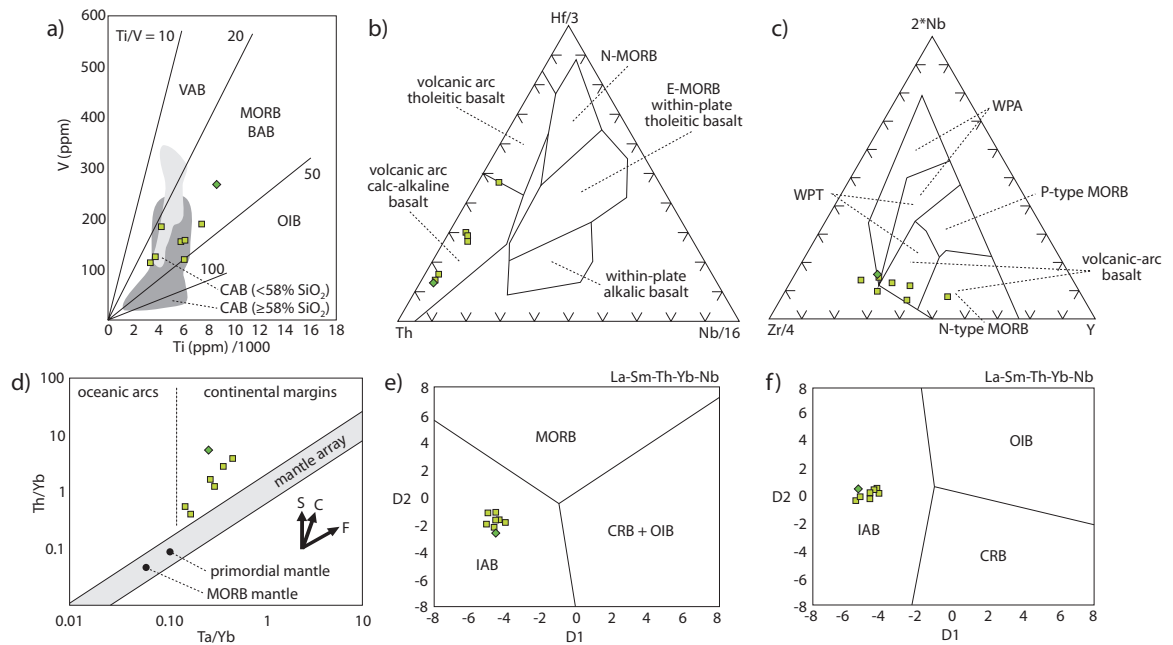 a)
Ti/V = 10
20
600
500
400
300
200
100
0
V (ppm)
VAB
MORB
BAB
50
OIB
100
CAB (<58% SiO₂)
CAB (≥58% SiO₂)
0 2 4 6 8 10 12 14 16 18
Ti (ppm) /1000
b)
Hf/3
N-MORB
volcanic arc
tholeitic basalt
E-MORB
within-plate
tholeitic basalt
volcanic arc
calc-alkaline
basalt
within-plate
alkalic basalt
Th
Nb/16
c)
2*Nb
WPA
WPT
P-type MORB
volcanic-arc
basalt
N-type MORB
Zr/4
Y
d)
100
10
1
0.1
Th/Yb
oceanic arcs
continental margins
mantle array
S C
F
primordial mantle
MORB mantle
0.01 0.10 1 10
Ta/Yb
e)
La-Sm-Th-Yb-Nb
8
6
4
2
0
-2
-4
-6
-8
D2
MORB
CRB + OIB
IAB
-8 -6 -4 -2 0 2 4 6 8
D1
f)
La-Sm-Th-Yb-Nb
8
6
4
2
0
-2
-4
-6
-8
D2
OIB
IAB
CRB
-8 -6 -4 -2 0 2 4 6 8
D1